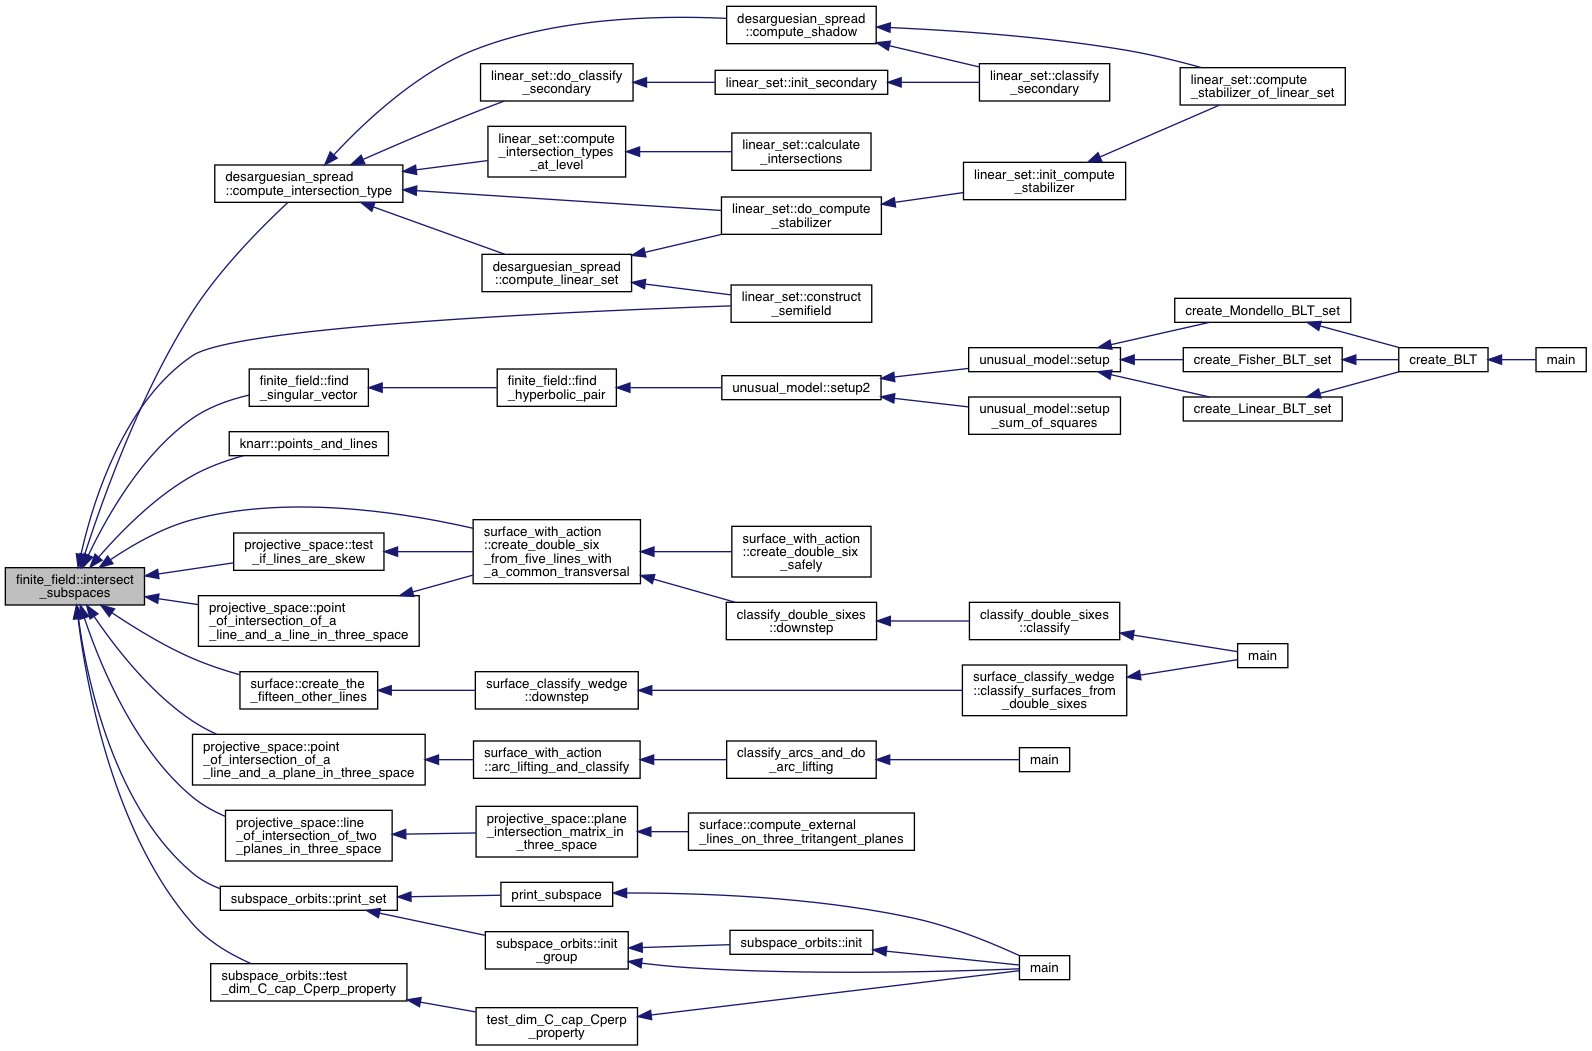 desarguesian_spread
::compute_shadow
linear_set::do_classify
_secondary
linear_set::init_secondary
linear_set::classify
_secondary
linear_set::compute
_stabilizer_of_linear_set
linear_set::compute
_intersection_types
_at_level
linear_set::calculate
_intersections
desarguesian_spread
::compute_intersection_type
linear_set::init_compute
_stabilizer
linear_set::do_compute
_stabilizer
desarguesian_spread
::compute_linear_set
linear_set::construct
_semifield
create_Mondello_BLT_set
unusual_model::setup
create_Fisher_BLT_set
create_BLT
main
finite_field::find
_singular_vector
finite_field::find
_hyperbolic_pair
unusual_model::setup2
unusual_model::setup
_sum_of_squares
create_Linear_BLT_set
knarr::points_and_lines
surface_with_action
::create_double_six
_from_five_lines_with
_a_common_transversal
projective_space::test
_if_lines_are_skew
surface_with_action
::create_double_six
_safely
finite_field::intersect
_subspaces
projective_space::point
_of_intersection_of_a
_line_and_a_line_in_three_space
classify_double_sixes
::downstep
classify_double_sixes
::classify
main
surface::create_the
_fifteen_other_lines
surface_classify_wedge
::downstep
surface_classify_wedge
::classify_surfaces_from
_double_sixes
projective_space::point
_of_intersection_of_a
_line_and_a_plane_in_three_space
surface_with_action
::arc_lifting_and_classify
classify_arcs_and_do
_arc_lifting
main
projective_space::line
_of_intersection_of_two
_planes_in_three_space
projective_space::plane
_intersection_matrix_in
_three_space
surface::compute_external
_lines_on_three_tritangent_planes
subspace_orbits::print_set
print_subspace
subspace_orbits::init
_group
subspace_orbits::init
main
subspace_orbits::test
_dim_C_cap_Cperp_property
test_dim_C_cap_Cperp
_property